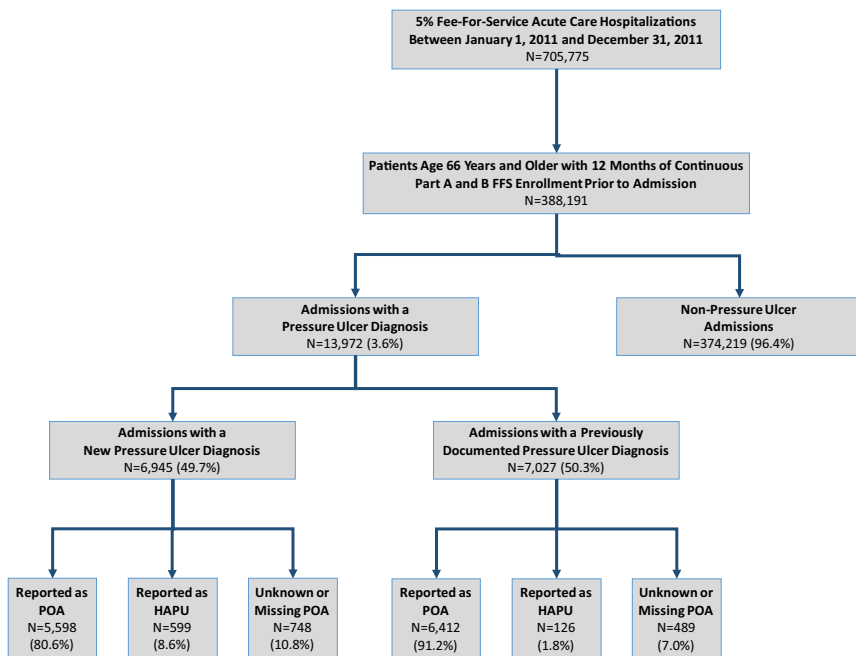 5% Fee-For-Service Acute Care Hospitalizations
Between January 1, 2011 and December 31, 2011
N=705,775
Patients Age 66 Years and Older with 12 Months of Continuous
Part A and B FFS Enrollment Prior to Admission
N=388,191
Admissions with a
Pressure Ulcer Diagnosis
N=13,972 (3.6%)
Non-Pressure Ulcer
Admissions
N=374,219 (96.4%)
Admissions with a
New Pressure Ulcer Diagnosis
N=6,945 (49.7%)
Admissions with a Previously
Documented Pressure Ulcer Diagnosis
N=7,027 (50.3%)
Reported as
POA
N=5,598
(80.6%)
Reported as
HAPU
N=599
(8.6%)
Unknown or
Missing POA
N=748
(10.8%)
Reported as
POA
N=6,412
(91.2%)
Reported as
HAPU
N=126
(1.8%)
Unknown or
Missing POA
N=489
(7.0%)